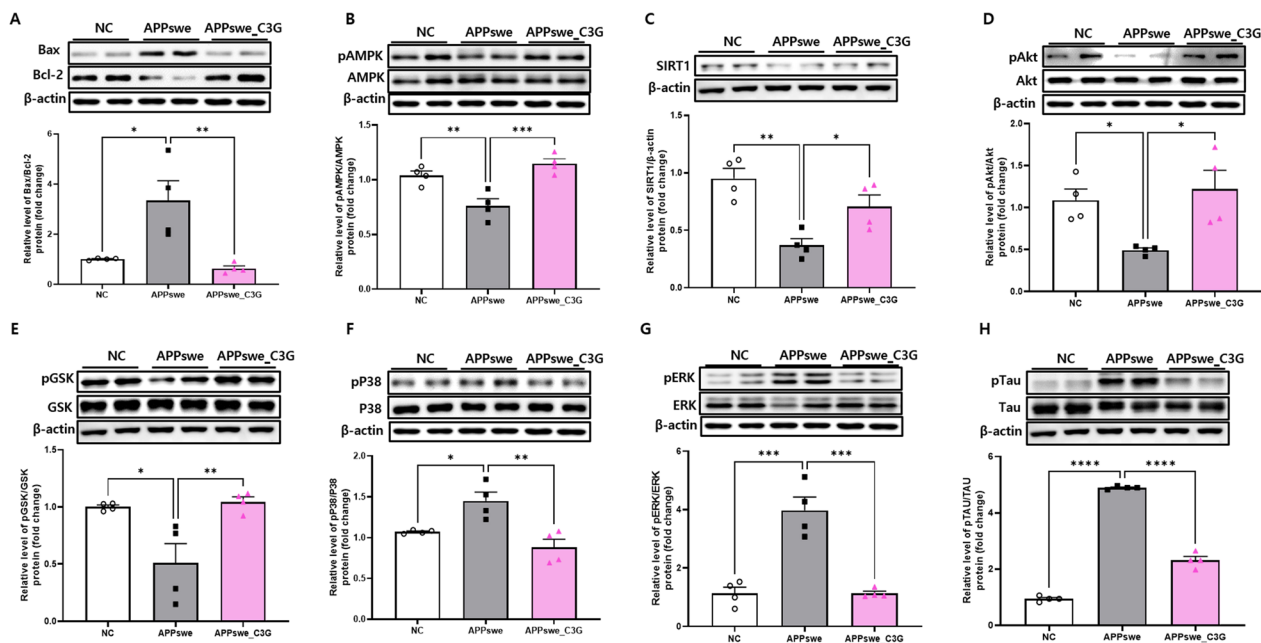 A
NC APPswe APPswe_C3G
Bax
Bcl-2
β-actin
Relative level of Bax/Bcl-2
protein (fold change)
6
4
2
0
* **
NC APPswe APPswe_C3G
B
NC APPswe APPswe_C3G
pAMPK
AMPK
β-actin
Relative level of pAMPK/AMPK
protein (fold change)
1.5
1.0
0.5
0.0
** ***
NC APPswe APPswe_C3G
C
NC APPswe APPswe_C3G
SIRT1
β-actin
Relative level of SIRT1/β-actin
protein (fold change)
1.5
1.0
0.5
0.0
** *
NC APPswe APPswe_C3G
D
NC APPswe APPswe_C3G
pAkt
Akt
β-actin
Relative level of pAkt/Akt
protein (fold change)
2.0
1.5
1.0
0.5
0.0
* *
NC APPswe APPswe_C3G
E
NC APPswe APPswe_C3G
pGSK
GSK
β-actin
Relative level of pGSK/GSK
protein (fold change)
1.5
1.0
0.5
0.0
* **
NC APPswe APPswe_C3G
F
NC APPswe APPswe_C3G
pP38
P38
β-actin
Relative level of pP38/P38
protein (fold change)
2.0
1.5
1.0
0.5
0.0
* **
NC APPswe APPswe_C3G
G
NC APPswe APPswe_C3G
pERK
ERK
β-actin
Relative level of pERK/ERK
protein (fold change)
6
4
2
0
*** ***
NC APPswe APPswe_C3G
H
NC APPswe APPswe_C3G
pTau
Tau
β-actin
Relative level of pTAU/TAU
protein (fold change)
6
4
2
0
**** ****
NC APPswe APPswe_O3G